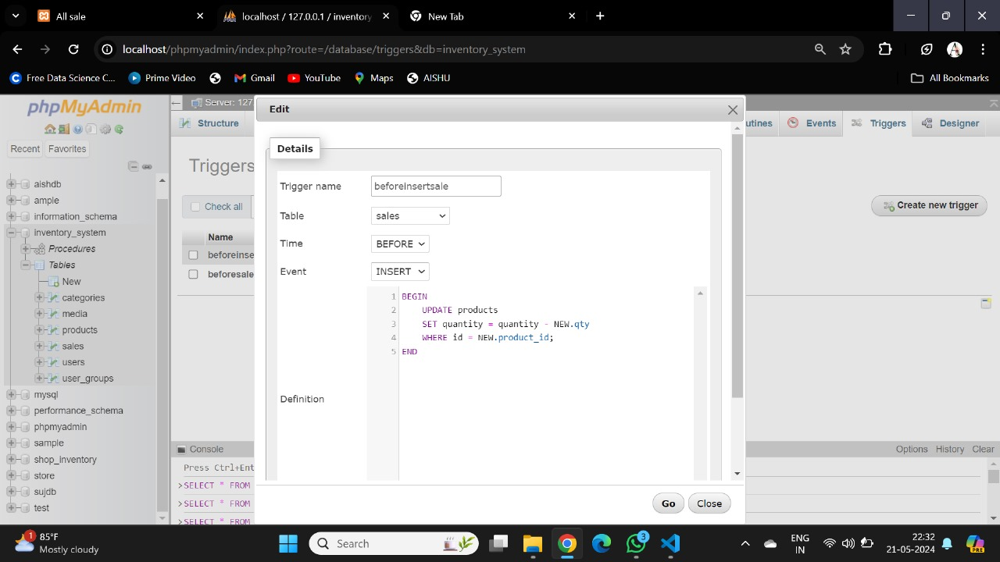 All sale
localhost / 127.0.0.1 / inventory
New Tab
localhost/phpmyadmin/index.php?route=/database/triggers&db=inventory_system
Free Data Science C...
Prime Video
Gmail
YouTube
Maps
AISHU
All Bookmarks
phpMyAdmin
Recent
Favorites
aishdb
ample
information_schema
inventory_system
Procedures
Tables
New
categories
media
products
sales
users
user_groups
mysql
performance_schema
phpmyadmin
sample
shop_inventory
store
sujdb
test
Server: 127
Structure
utines
Events
Triggers
Designer
Triggers
Check all
Create new trigger
Name
beforeinse
beforesale
Edit
Details
Trigger name
beforeinsertsale
Table
sales
Time
BEFORE
Event
INSERT
Definition
1 BEGIN
2 UPDATE products
3 SET quantity = quantity - NEW.qty
4 WHERE id = NEW.product_id;
5 END
Go
Close
Console
Options
History
Clear
Press Ctrl+Ent
>SELECT * FROM
>SELECT * FROM
>SELECT * FROM
1
85°F
Mostly cloudy
Search
3
ENG
IN
22:32
21-05-2024
PRE